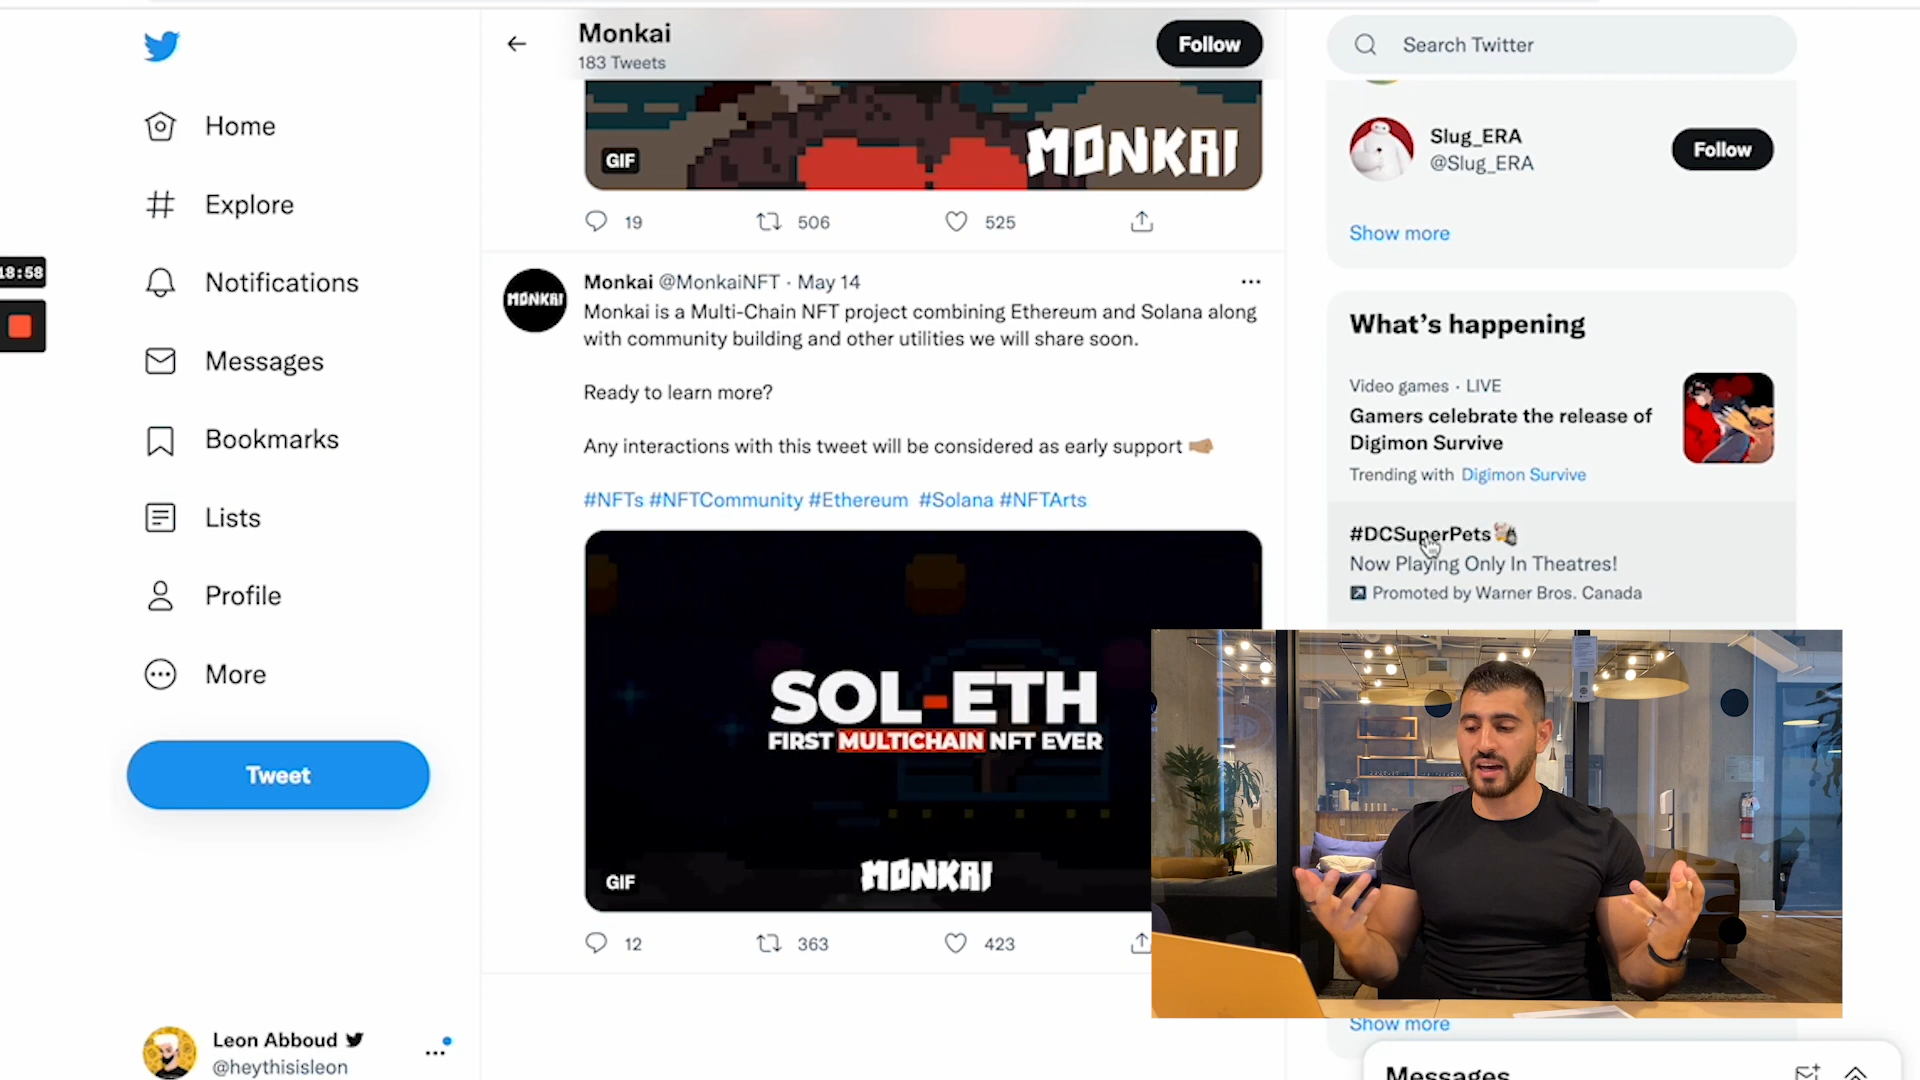 Monkai
183 Tweets
Follow
Search Twitter
Home
Explore
Notifications
Messages
Bookmarks
Lists
Profile
More
Tweet
18:58
Leon Abboud
@heythisisleon
MONKAI
GIF
19
506
525
MONKAI
Monkai @MonkaiNFT · May 14
Monkai is a Multi-Chain NFT project combining Ethereum and Solana along
with community building and other utilities we will share soon.
Ready to learn more?
Any interactions with this tweet will be considered as early support
#NFTs #NFTCommunity #Ethereum #Solana #NFTArts
SOL-ETH
FIRST MULTICHAIN NFT EVER
MONKAI
GIF
12
363
423
Slug_ERA
@Slug_ERA
Follow
Show more
What's happening
Video games · LIVE
Gamers celebrate the release of
Digimon Survive
Trending with Digimon Survive
#DCSuperPets
Now Playing Only In Theatres!
Promoted by Warner Bros. Canada
Show more
Messages